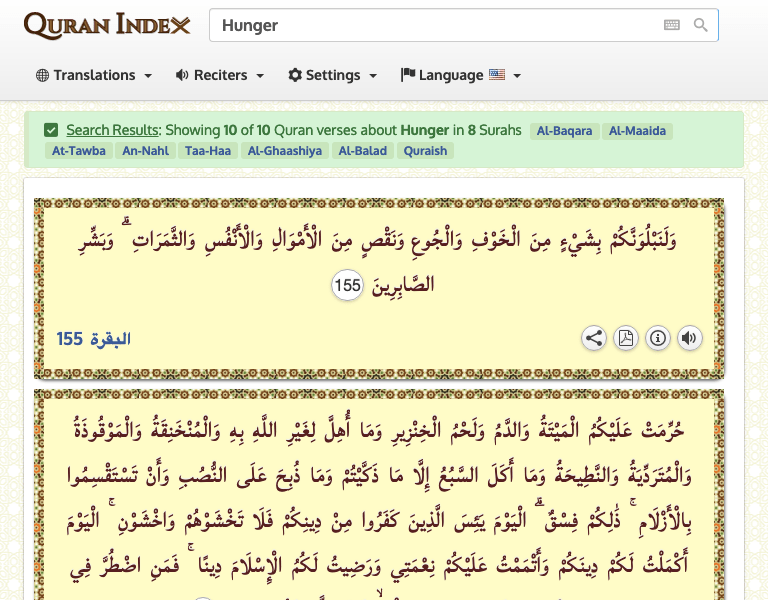 QURAN INDEX
Hunger
Translations Reciters Settings Language
Search Results: Showing 10 of 10 Quran verses about Hunger in 8 Surahs Al-Baqara Al-Maaida
At-Tawba An-Nahl Taa-Haa Al-Ghaashiya Al-Balad Quraish
وَلَنَبْلُوَنَّكُمْ بِشَيْءٍ مِنَ الْخَوْفِ وَالْجُوعِ وَنَقْصٍ مِنَ الْأَمْوَالِ وَالْأَنْفُسِ وَالثَّمَرَاتِ ۗ وَبَشِّرِ
الصَّابِرِينَ 155
البقرة 155
حُرِّمَتْ عَلَيْكُمُ الْمَيْتَةُ وَالدَّمُ وَلَحْمُ الْخِنْزِيرِ وَمَا أُهِلَّ لِغَيْرِ اللَّهِ بِهِ وَالْمُنْخَنِقَةُ وَالْمَوْقُوذَةُ
وَالْمُتَرَدِّيَةُ وَالنَّطِيحَةُ وَمَا أَكَلَ السَّبُعُ إِلَّا مَا ذَكَّيْتُمْ وَمَا ذُبِحَ عَلَى النُّصُبِ وَأَنْ تَسْتَقْسِمُوا
بِالْأَزْلَامِ ۚ ذَٰلِكُمْ فِسْقٌ ۗ الْيَوْمَ يَئِسَ الَّذِينَ كَفَرُوا مِنْ دِينِكُمْ فَلَا تَخْشَوْهُمْ وَاخْشَوْنِ ۚ الْيَوْمَ
أَكْمَلْتُ لَكُمْ دِينَكُمْ وَأَتْمَمْتُ عَلَيْكُمْ نِعْمَتِي وَرَضِيتُ لَكُمُ الْإِسْلَامَ دِينًا ۚ فَمَنِ اضْطُرَّ فِي